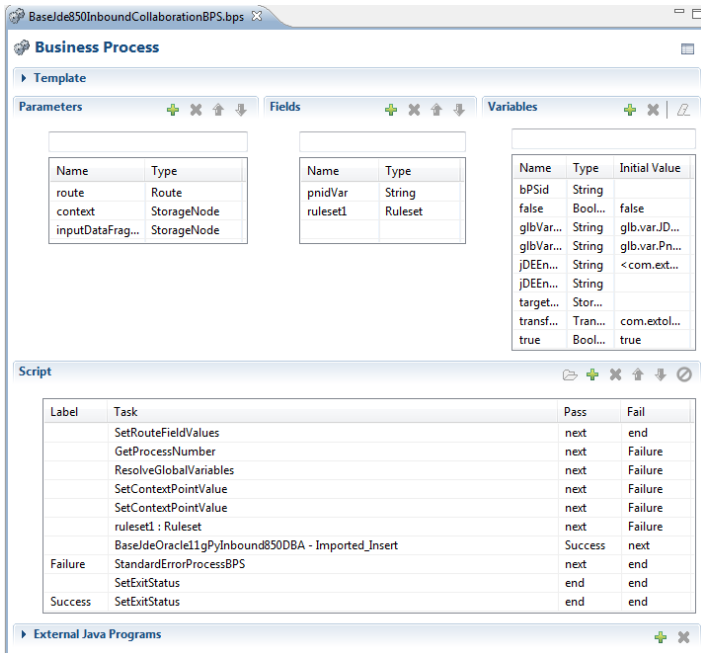 BaseJde850InboundCollaborationBPS.bps
Business Process
Template
Parameters
Name Type
route Route
context StorageNode
inputDataFrag... StorageNode
Fields
Name Type
pnidVar String
ruleset1 Ruleset
Variables
Name Type Initial Value
bPSid String
false Bool... false
glbVar... String glb.var.JD...
glbVar... String glb.var.Pn...
jDEEn... String <com.ext...
jDEEn... String
target... Stor...
transf... Tran... com.extol...
true Bool... true
Script
Label Task Pass Fail
SetRouteFieldValues next end
GetProcessNumber next Failure
ResolveGlobalVariables next Failure
SetContextPointValue next Failure
SetContextPointValue next Failure
ruleset1 : Ruleset next Failure
BaseJdeOracle11gPyInbound850DBA - Imported_Insert Success next
Failure StandardErrorProcessBPS next end
SetExitStatus end end
Success SetExitStatus end end
External Java Programs